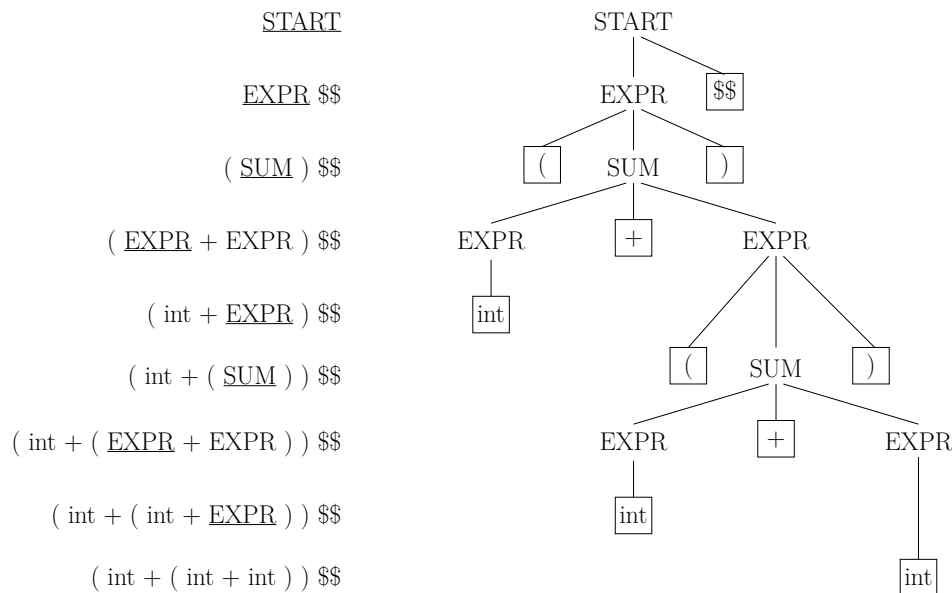 START START
EXPR $$ EXPR $$
( SUM ) $$ ( SUM )
( EXPR + EXPR ) $$ EXPR + EXPR
( int + EXPR ) $$ int
( int + ( SUM ) ) $$ ( SUM )
( int + ( EXPR + EXPR ) ) $$ EXPR + EXPR
( int + ( int + EXPR ) ) $$ int
( int + ( int + int ) ) $$ int